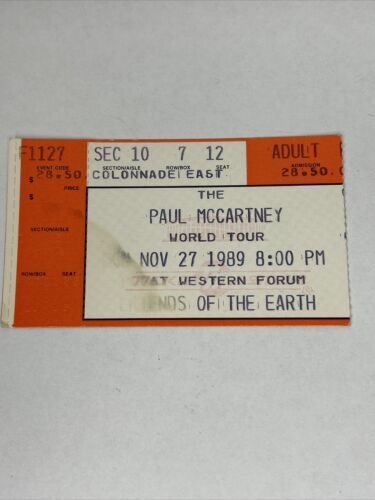 F1127 SEC 10 7 12 ADULT
EVENT CODE SECTION/AISLE ROW/BOX SEAT ADMISSION
$ 28.50 COLONNADE EAST 28.50
PRICE
$
THE
SECTION/AISLE
PAUL MCCARTNEY
WORLD TOUR
NOV 27 1989 8:00 PM
ROW/BOX SEAT
AT WESTERN FORUM
ENDS OF THE EARTH